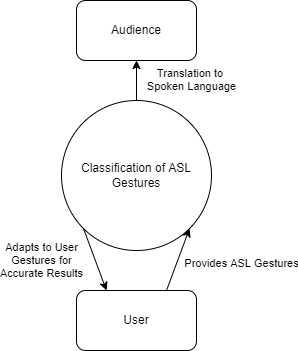 Audience
Translation to
Spoken Language
Classification of ASL
Gestures
Adapts to User
Gestures for
Accurate Results
Provides ASL Gestures
User